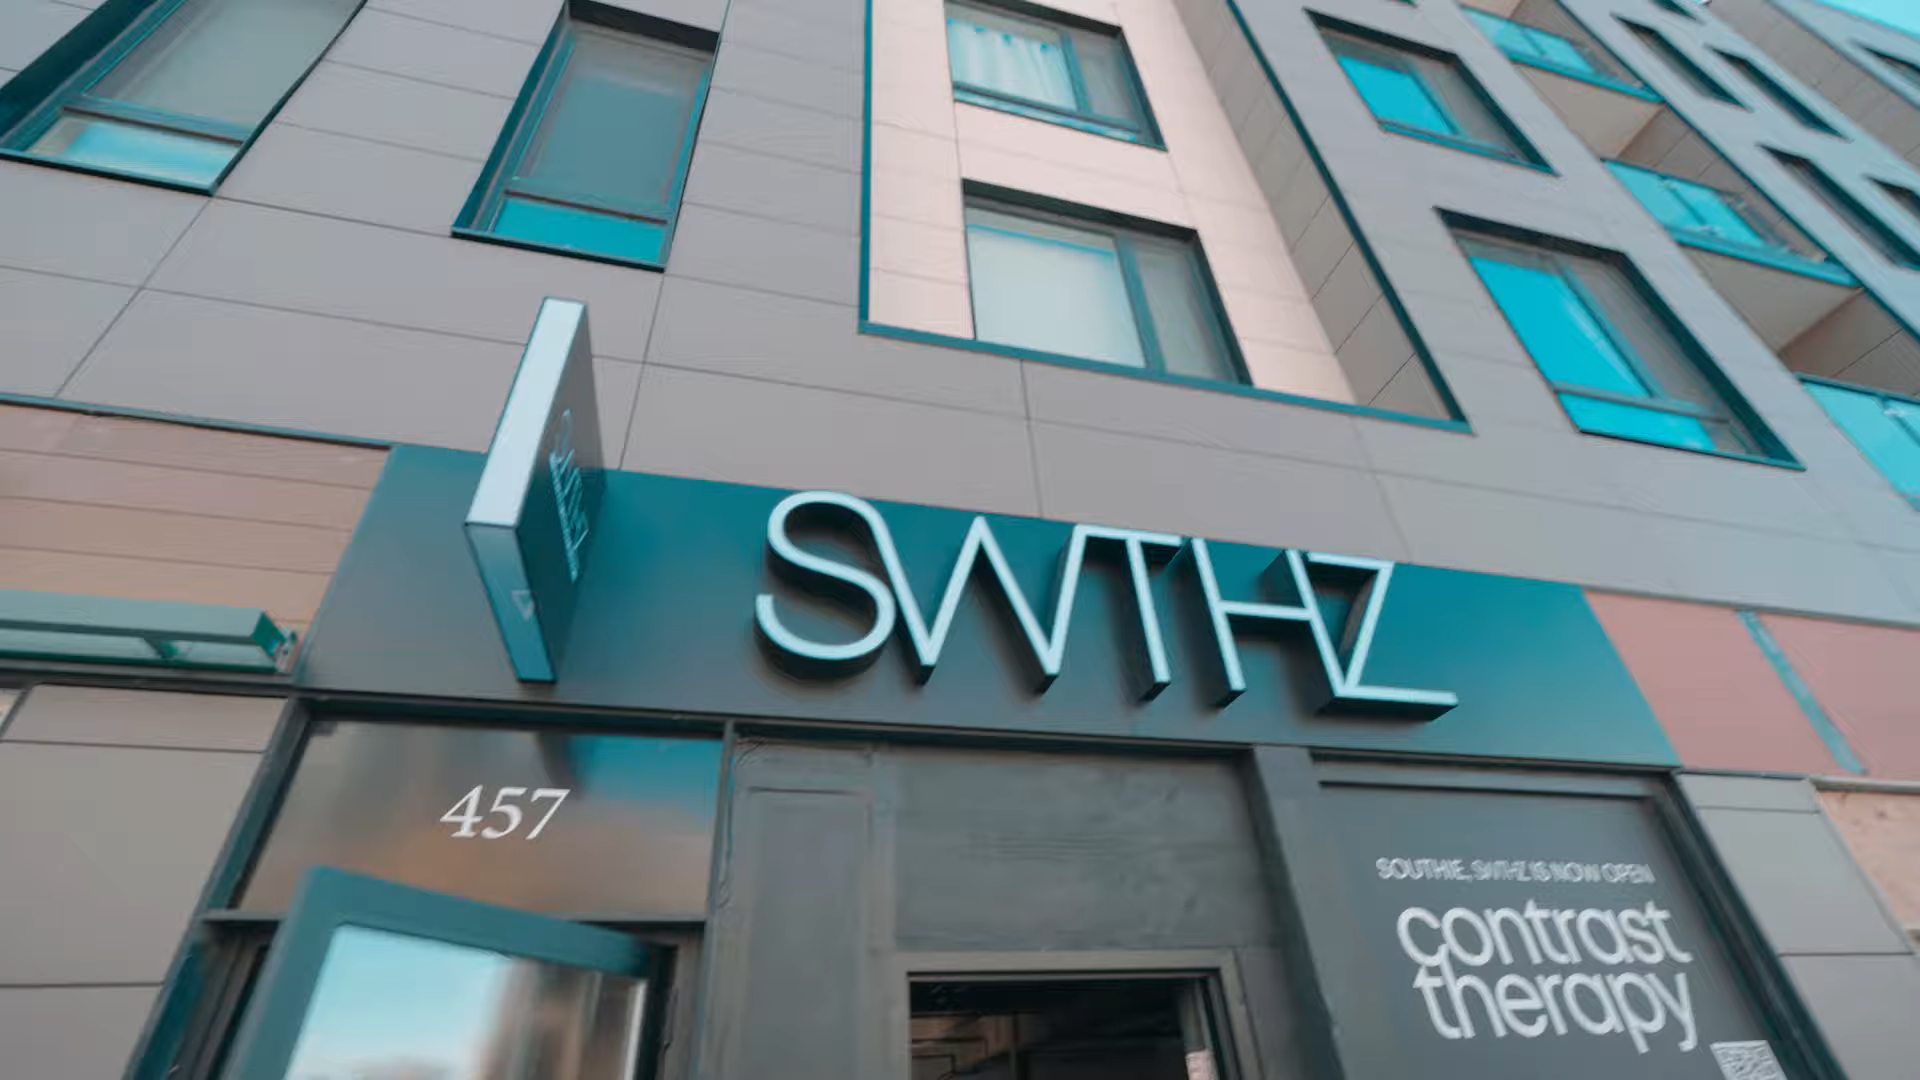 SWTHZ
457
SOUTHIE, SWTHZ IS NOW OPEN
contrast
therapy